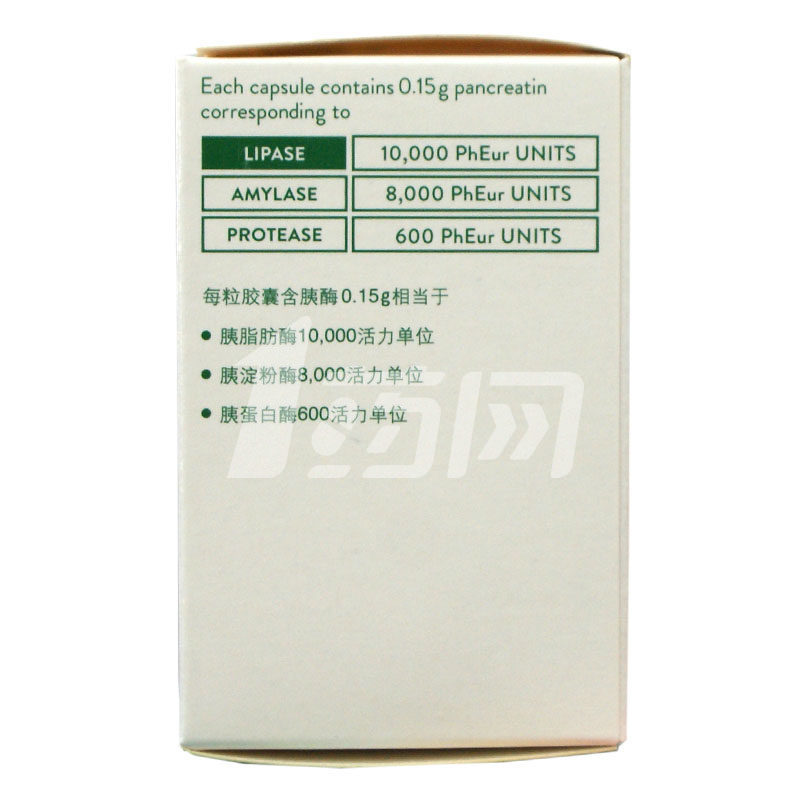 Each capsule contains 0.15g pancreatin
corresponding to
LIPASE 10,000 PhEur UNITS
AMYLASE 8,000 PhEur UNITS
PROTEASE 600 PhEur UNITS
每粒胶囊含胰酶0.15g相当于
● 胰脂肪酶10,000活力单位
● 胰淀粉酶8,000活力单位
● 胰蛋白酶600活力单位
1药网